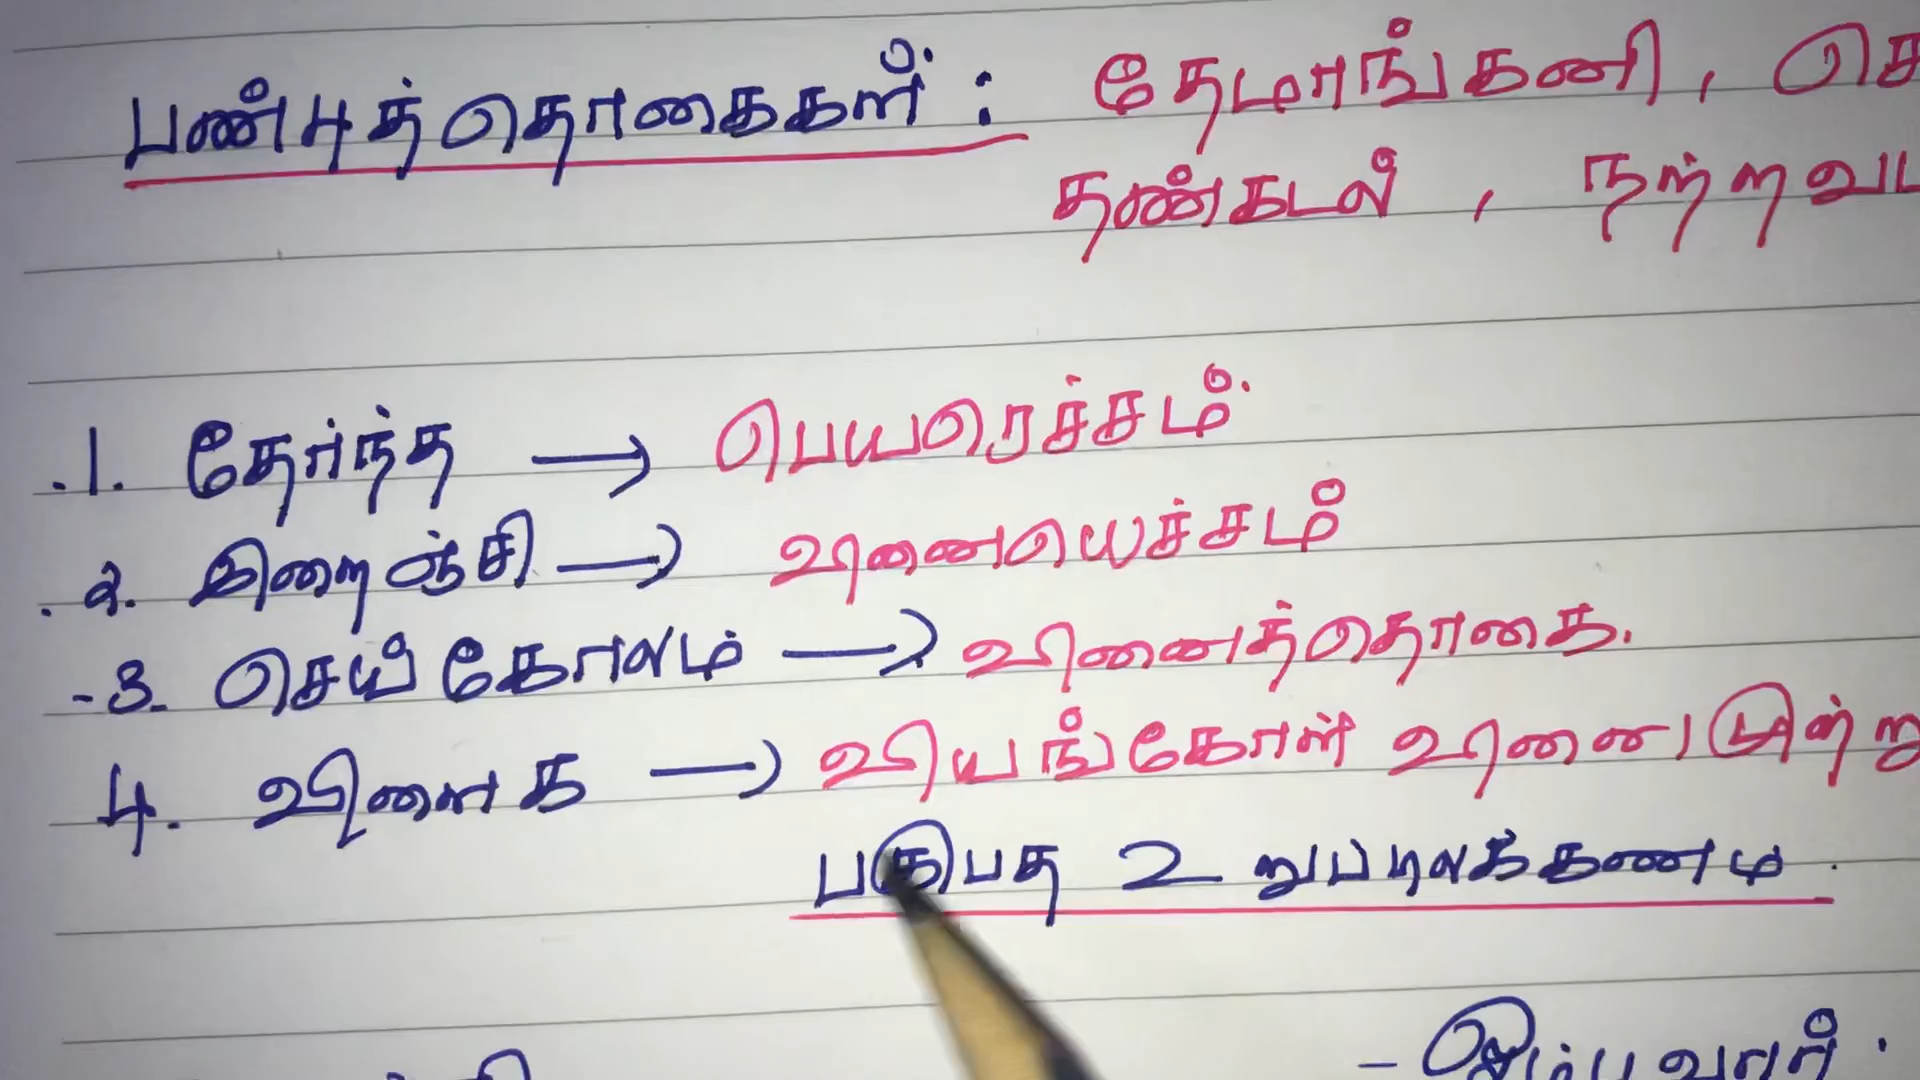 பண்புத்தொகைகள் : தேமாங்கனி, செ
தண்கடல் , நற்றவ
1. தேர்ந்த → பெயரெச்சம்.
2. இறைஞ்சி → வினையெச்சம்
3. செய்கோலம் → வினைத்தொகை.
4. விளைக → வியங்கோள் வினைமுற்று
பகுபத உறுப்பிலக்கணம்.